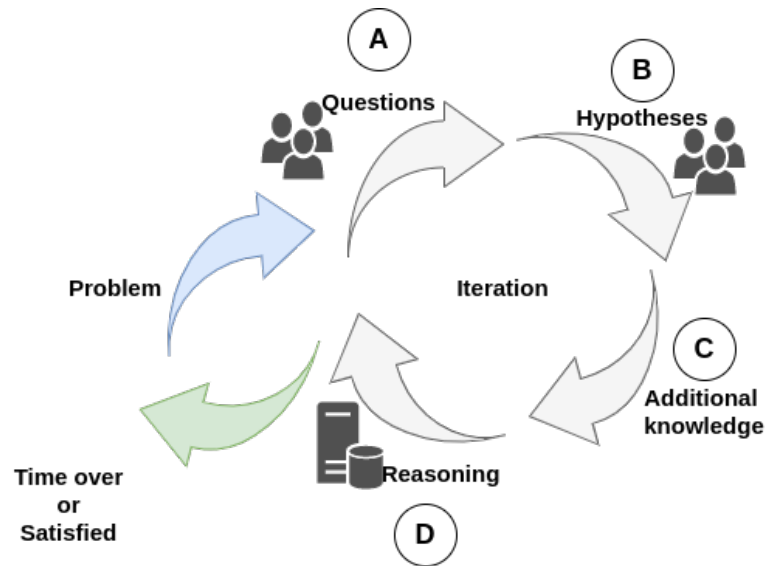 A
Questions
B
Hypotheses
Problem
Iteration
C
Additional
knowledge
Reasoning
D
Time over
or
Satisfied